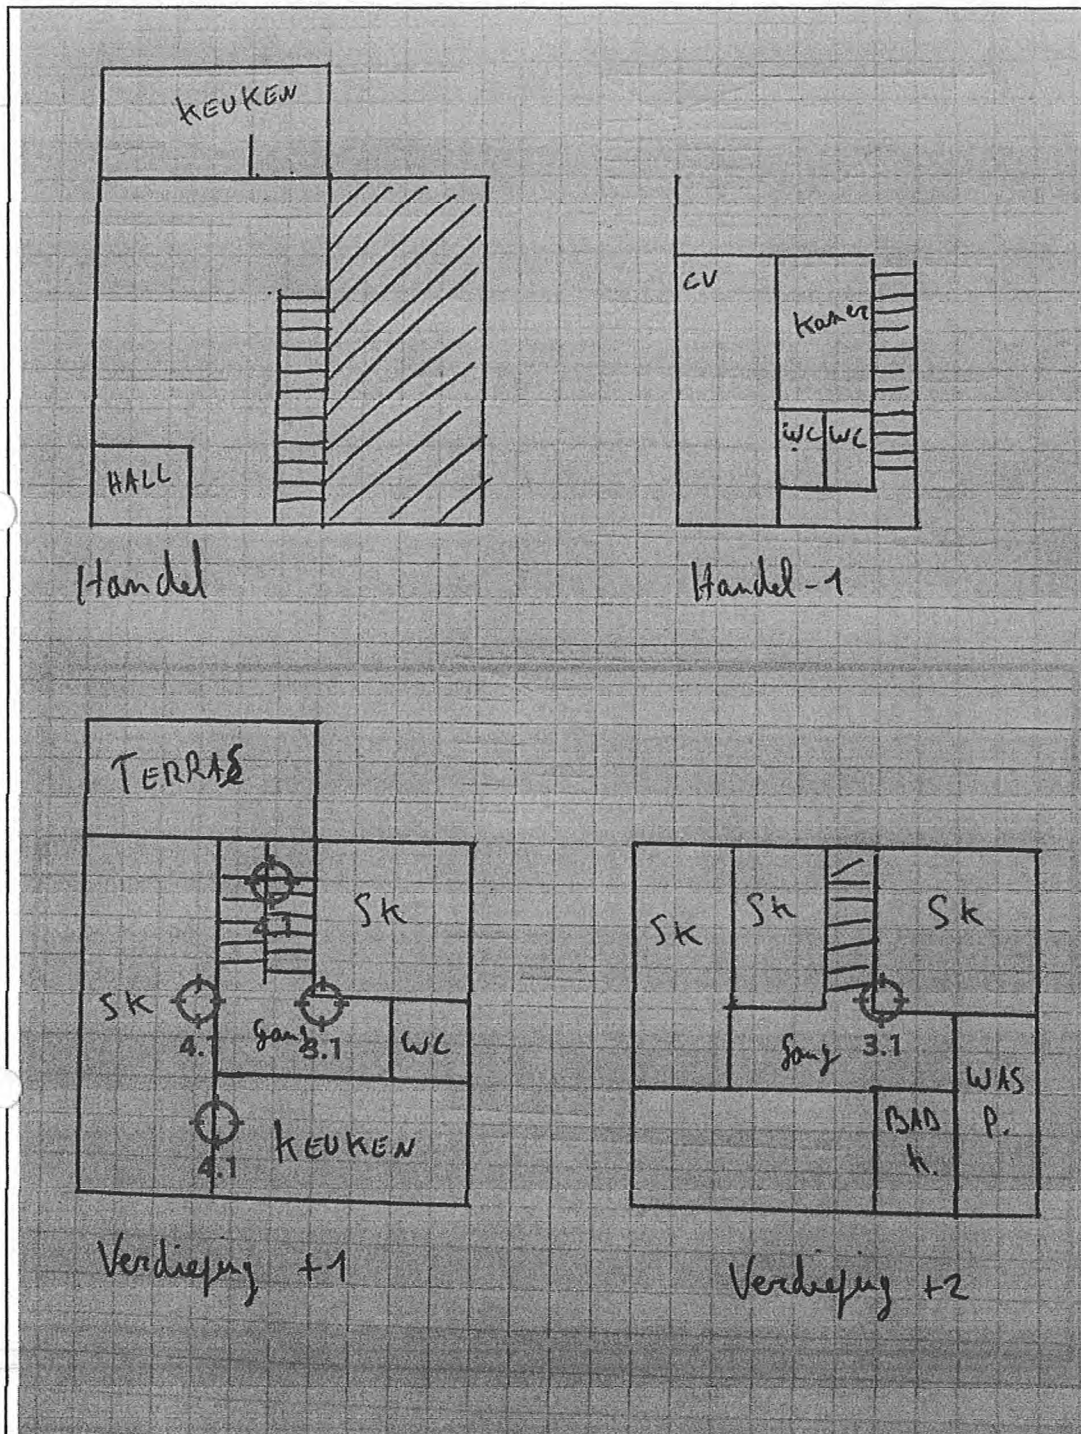 KEUKEN
HALL
Handel
CV
Kamer
WC WC
Handel-1
TERRAS
SK
4.1
SK
4.1
Gang
3.1
WC
4.1
KEUKEN
Verdieping +1
SK
SK
SK
Gang
3.1
WAS
P.
BAD
K.
Verdieping +2